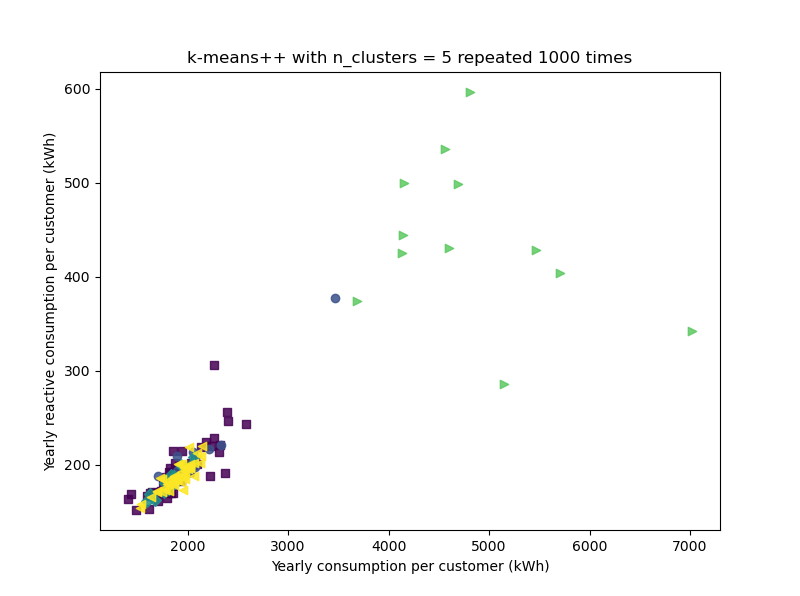 k-means++ with n_clusters = 5 repeated 1000 times
Yearly reactive consumption per customer (kWh)
600
500
400
300
200
2000 3000 4000 5000 6000 7000
Yearly consumption per customer (kWh)